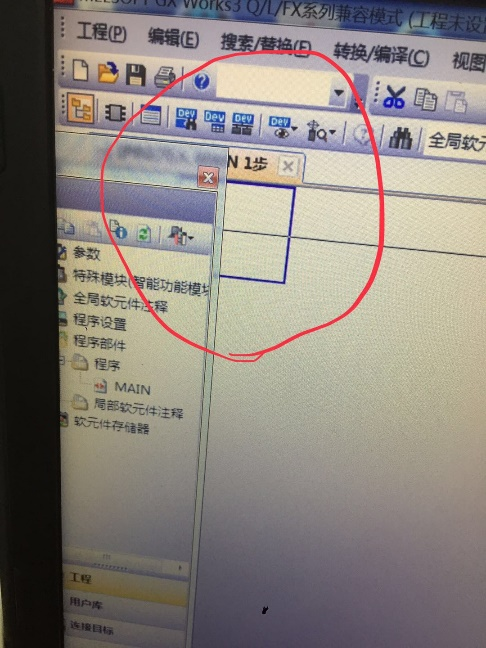 MELSOFT GX Works3 Q/L/FX系列兼容模式 (工程未设
工程(P) 编辑(E) 搜索/替换(F) 转换/编译(C) 视图
Dev Dev Dev Dev 全局软元
N 1步
参数
特殊模块(智能功能模块
全局软元件注释
程序设置
程序部件
程序
MAIN
局部软元件注释
软元件存储器
工程
用户库
连接目标